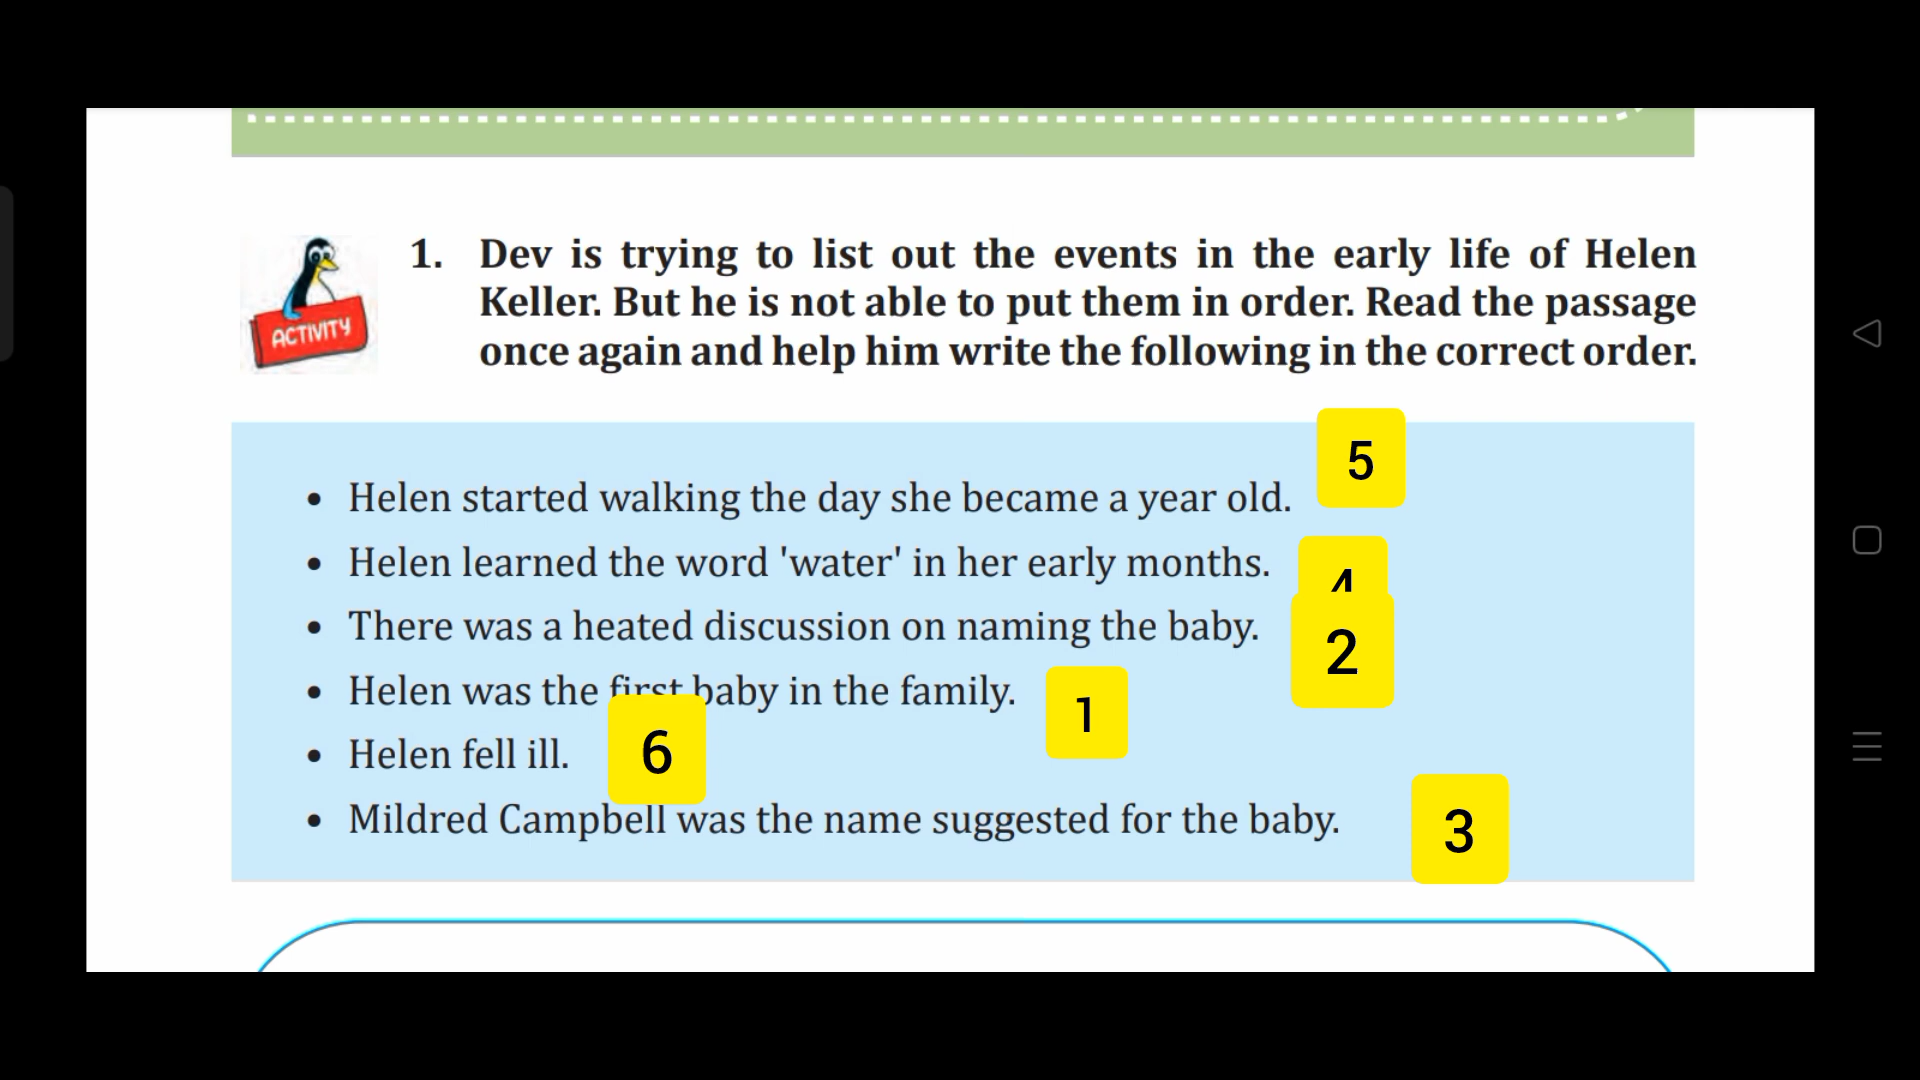 ACTIVITY
1. Dev is trying to list out the events in the early life of Helen
Keller. But he is not able to put them in order. Read the passage
once again and help him write the following in the correct order.
• Helen started walking the day she became a year old. 5
• Helen learned the word 'water' in her early months. 4
• There was a heated discussion on naming the baby. 2
• Helen was the first baby in the family. 1
• Helen fell ill. 6
• Mildred Campbell was the name suggested for the baby. 3